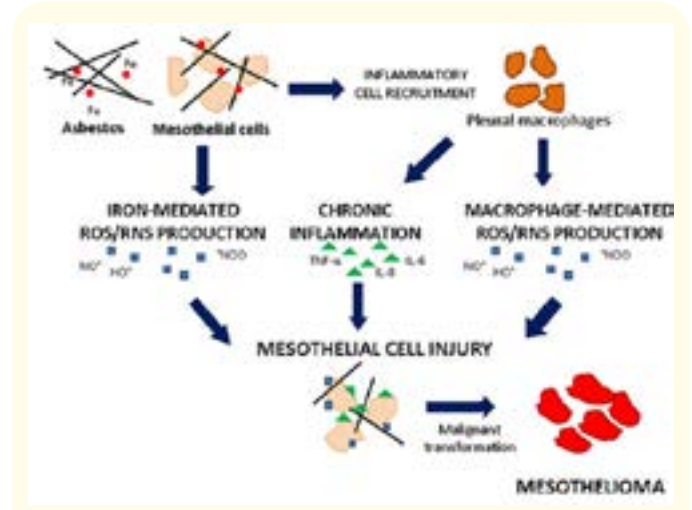 Fe
Fe
Fe
Asbestos
Mesothelial cells
INFLAMMATORY
CELL RECRUITMENT
Pleural macrophages
IRON-MEDIATED
ROS/RNS PRODUCTION
CHRONIC
INFLAMMATION
MACROPHAGE-MEDIATED
ROS/RNS PRODUCTION
NO°
HO°
°NOO
TNF-α
IL-6
IL-8
NO°
HO°
°NOO
MESOTHELIAL CELL INJURY
Malignant
transformation
MESOTHELIOMA